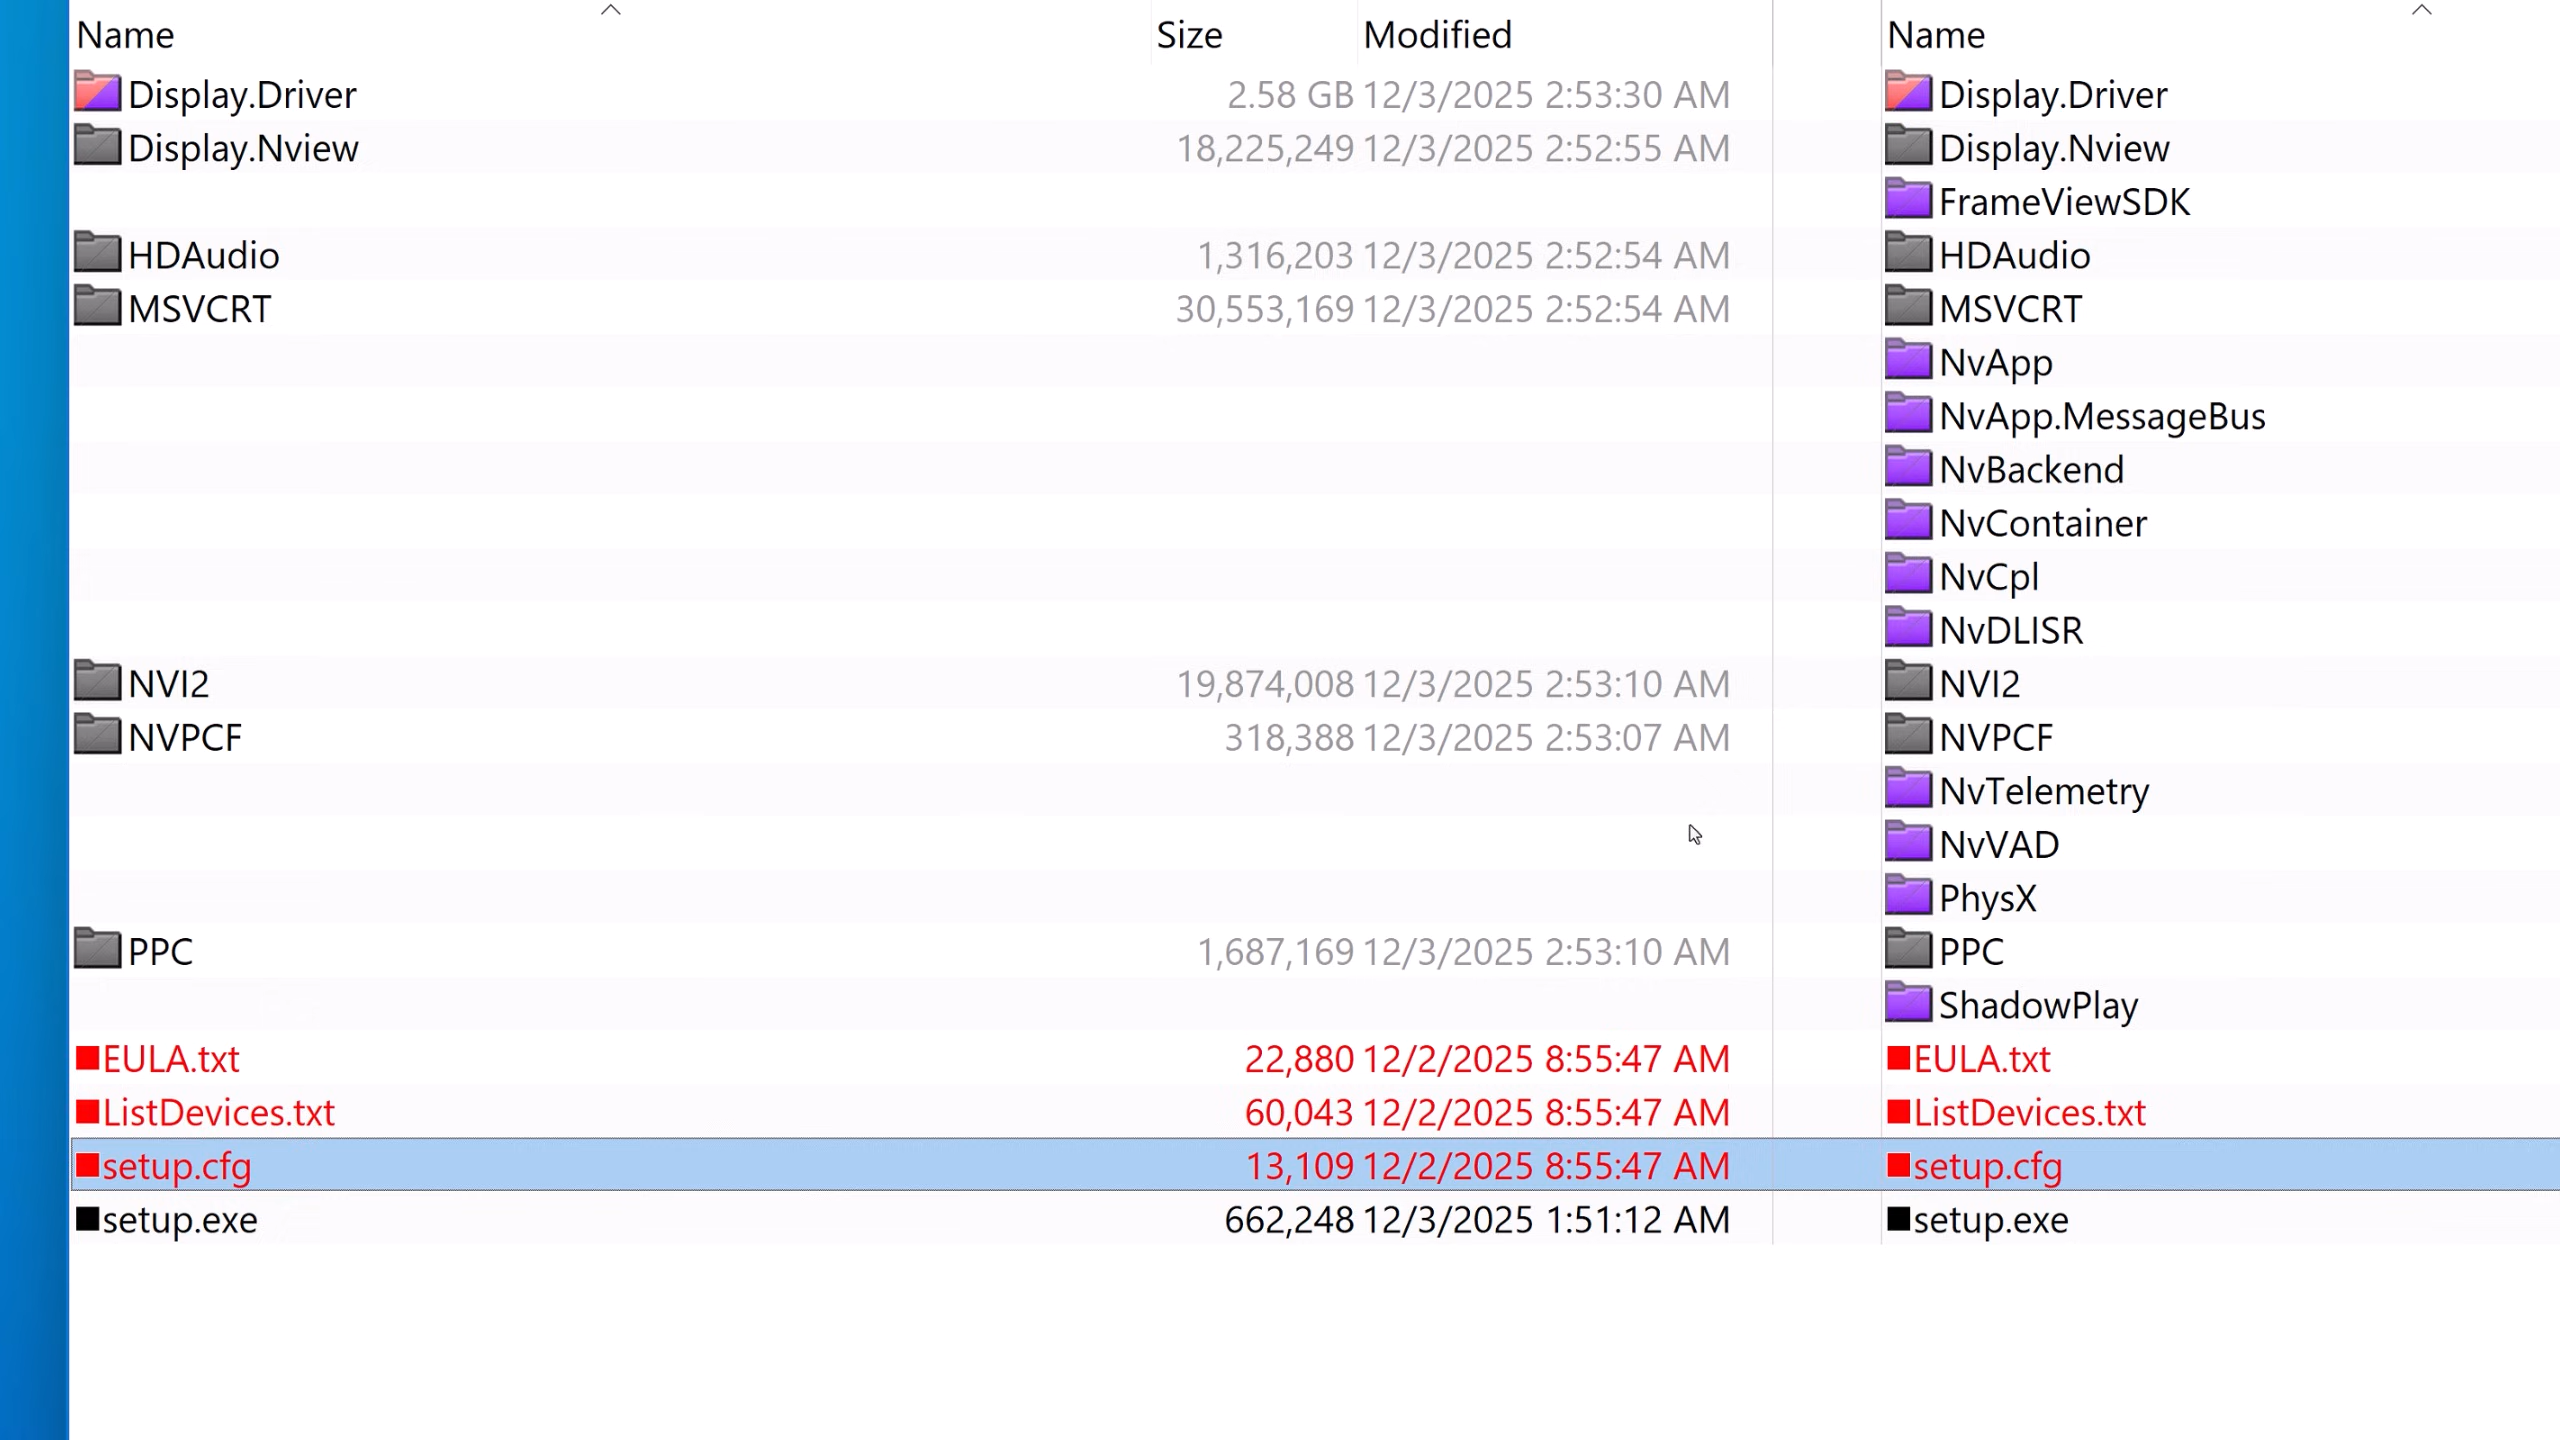 Name Size Modified Name
Display.Driver 2.58 GB 12/3/2025 2:53:30 AM Display.Driver
Display.Nview 18,225,249 12/3/2025 2:52:55 AM Display.Nview
FrameViewSDK
HDAudio 1,316,203 12/3/2025 2:52:54 AM HDAudio
MSVCRT 30,553,169 12/3/2025 2:52:54 AM MSVCRT
NvApp
NvApp.MessageBus
NvBackend
NvContainer
NvCpl
NvDLISR
NVI2 19,874,008 12/3/2025 2:53:10 AM NVI2
NVPCF 318,388 12/3/2025 2:53:07 AM NVPCF
NvTelemetry
NvVAD
PhysX
PPC 1,687,169 12/3/2025 2:53:10 AM PPC
ShadowPlay
EULA.txt 22,880 12/2/2025 8:55:47 AM EULA.txt
ListDevices.txt 60,043 12/2/2025 8:55:47 AM ListDevices.txt
setup.cfg 13,109 12/2/2025 8:55:47 AM setup.cfg
setup.exe 662,248 12/3/2025 1:51:12 AM setup.exe